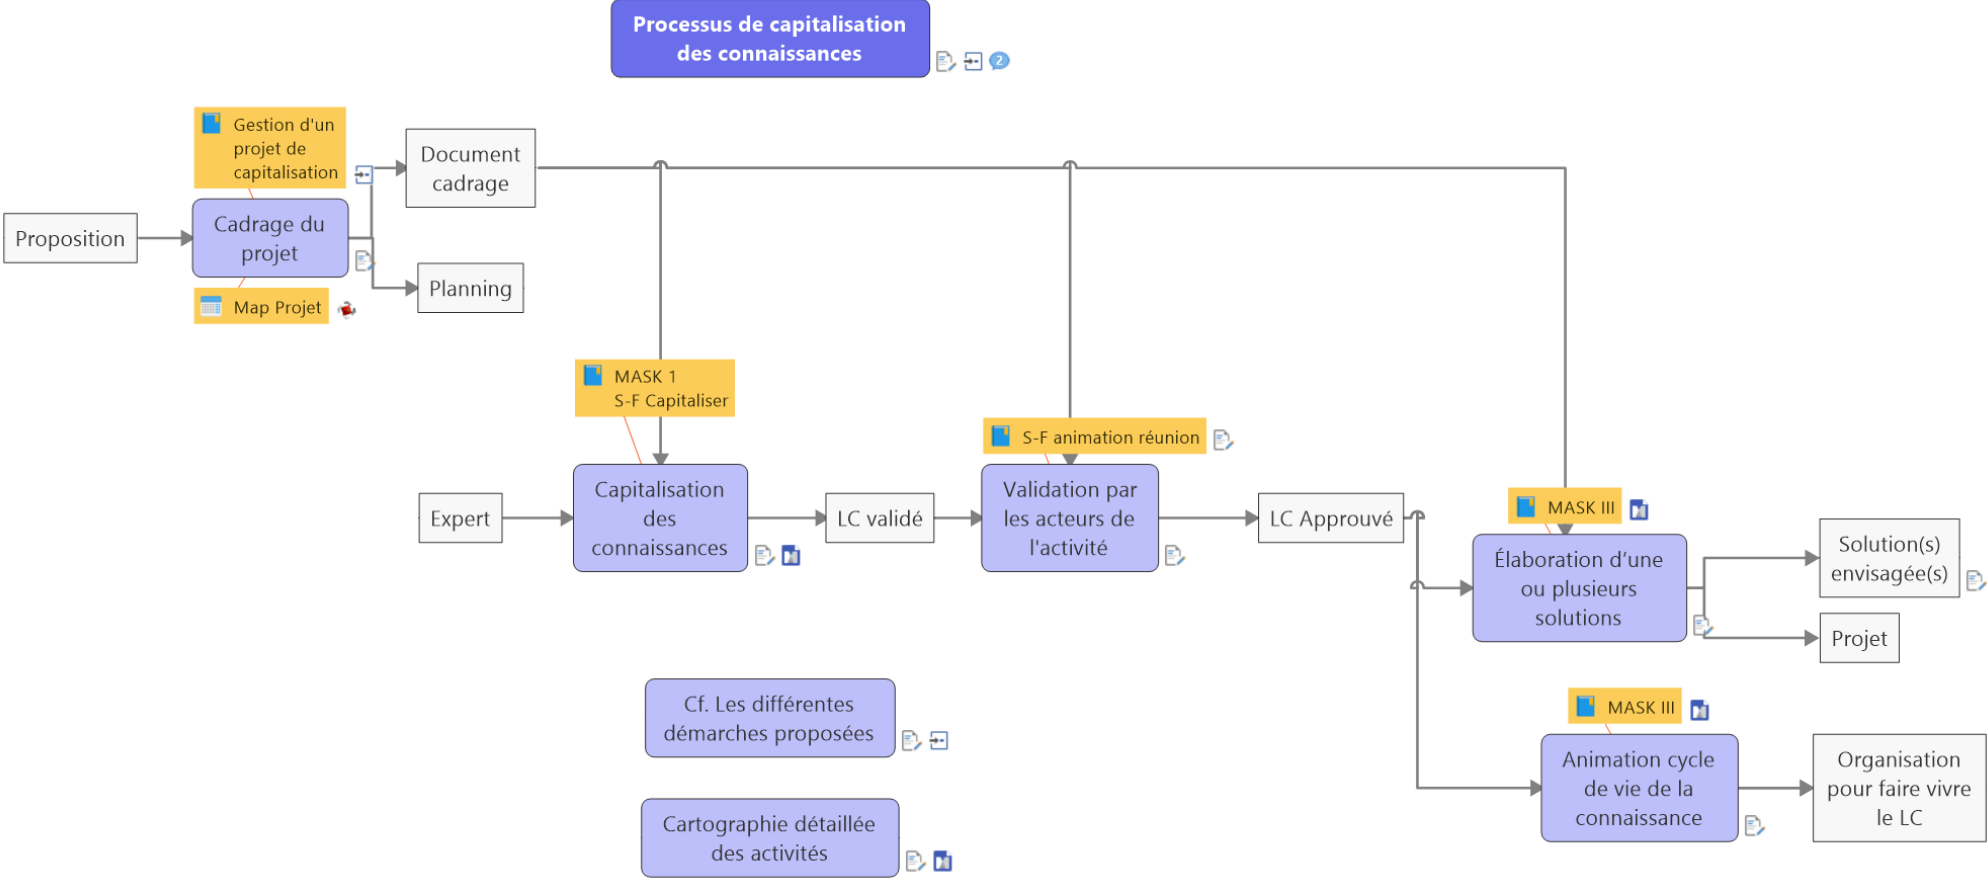 Processus de capitalisation
des connaissances
2
Gestion d'un
projet de
capitalisation
Document
cadrage
Proposition
Cadrage du
projet
Planning
Map Projet
MASK 1
S-F Capitaliser
S-F animation réunion
Expert
Capitalisation
des
connaissances
LC validé
Validation par
les acteurs de
l'activité
LC Approuvé
MASK III
Élaboration d’une
ou plusieurs
solutions
Solution(s)
envisagée(s)
Projet
Cf. Les différentes
démarches proposées
MASK III
Animation cycle
de vie de la
connaissance
Organisation
pour faire vivre
le LC
Cartographie détaillée
des activités